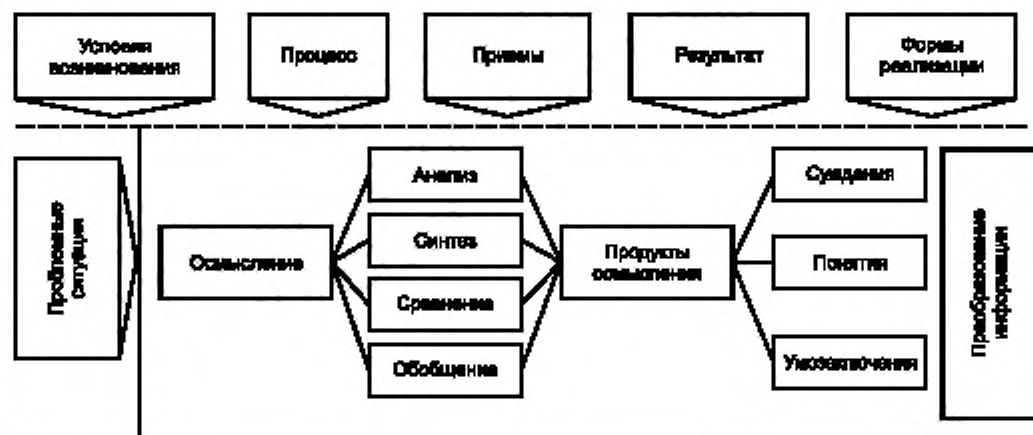 Условия
возникновения
Процесс
Приемы
Результат
Формы
реализации
Проблемные
ситуации
Осмысление
Анализ
Синтез
Сравнение
Обобщение
Продукты
осмысления
Суждения
Понятия
Умозаключения
Преобразование
информации